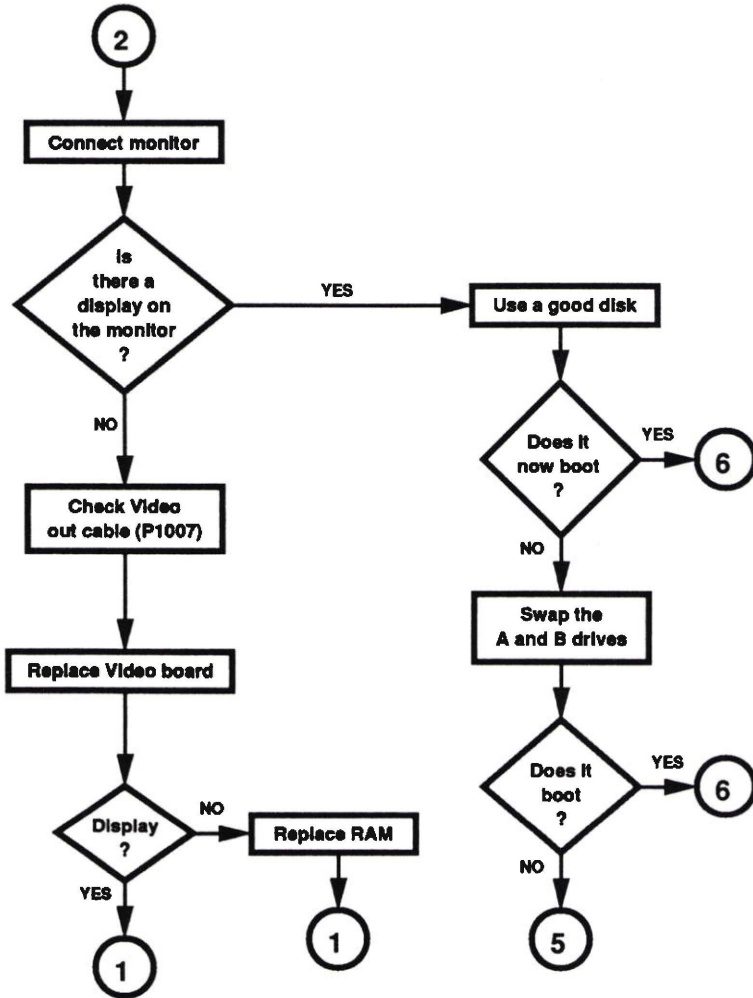 2
Connect monitor
Is
there a
display on
the monitor
?
YES
Use a good disk
NO
Does it
now boot
?
YES
6
Check Video
out cable (P1007)
NO
Swap the
A and B drives
Replace Video board
Does it
boot
?
YES
6
Display
?
NO
Replace RAM
YES
NO
1
1
5